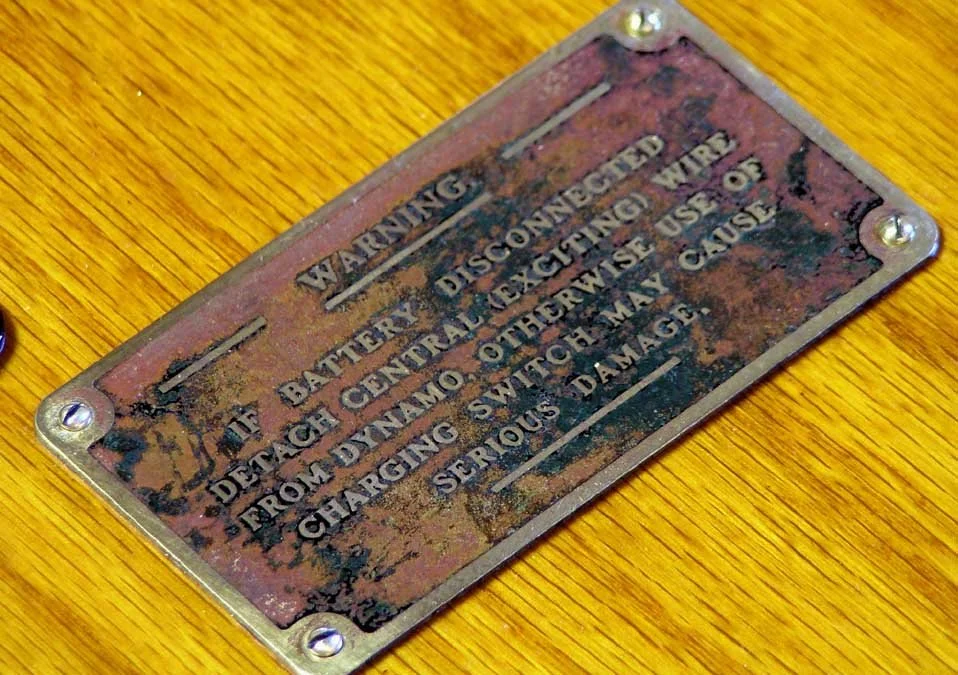 WARNING.
IF BATTERY DISCONNECTED
DETACH CENTRAL (EXCITING) WIRE
FROM DYNAMO, OTHERWISE USE OF
CHARGING SWITCH MAY CAUSE
SERIOUS DAMAGE.